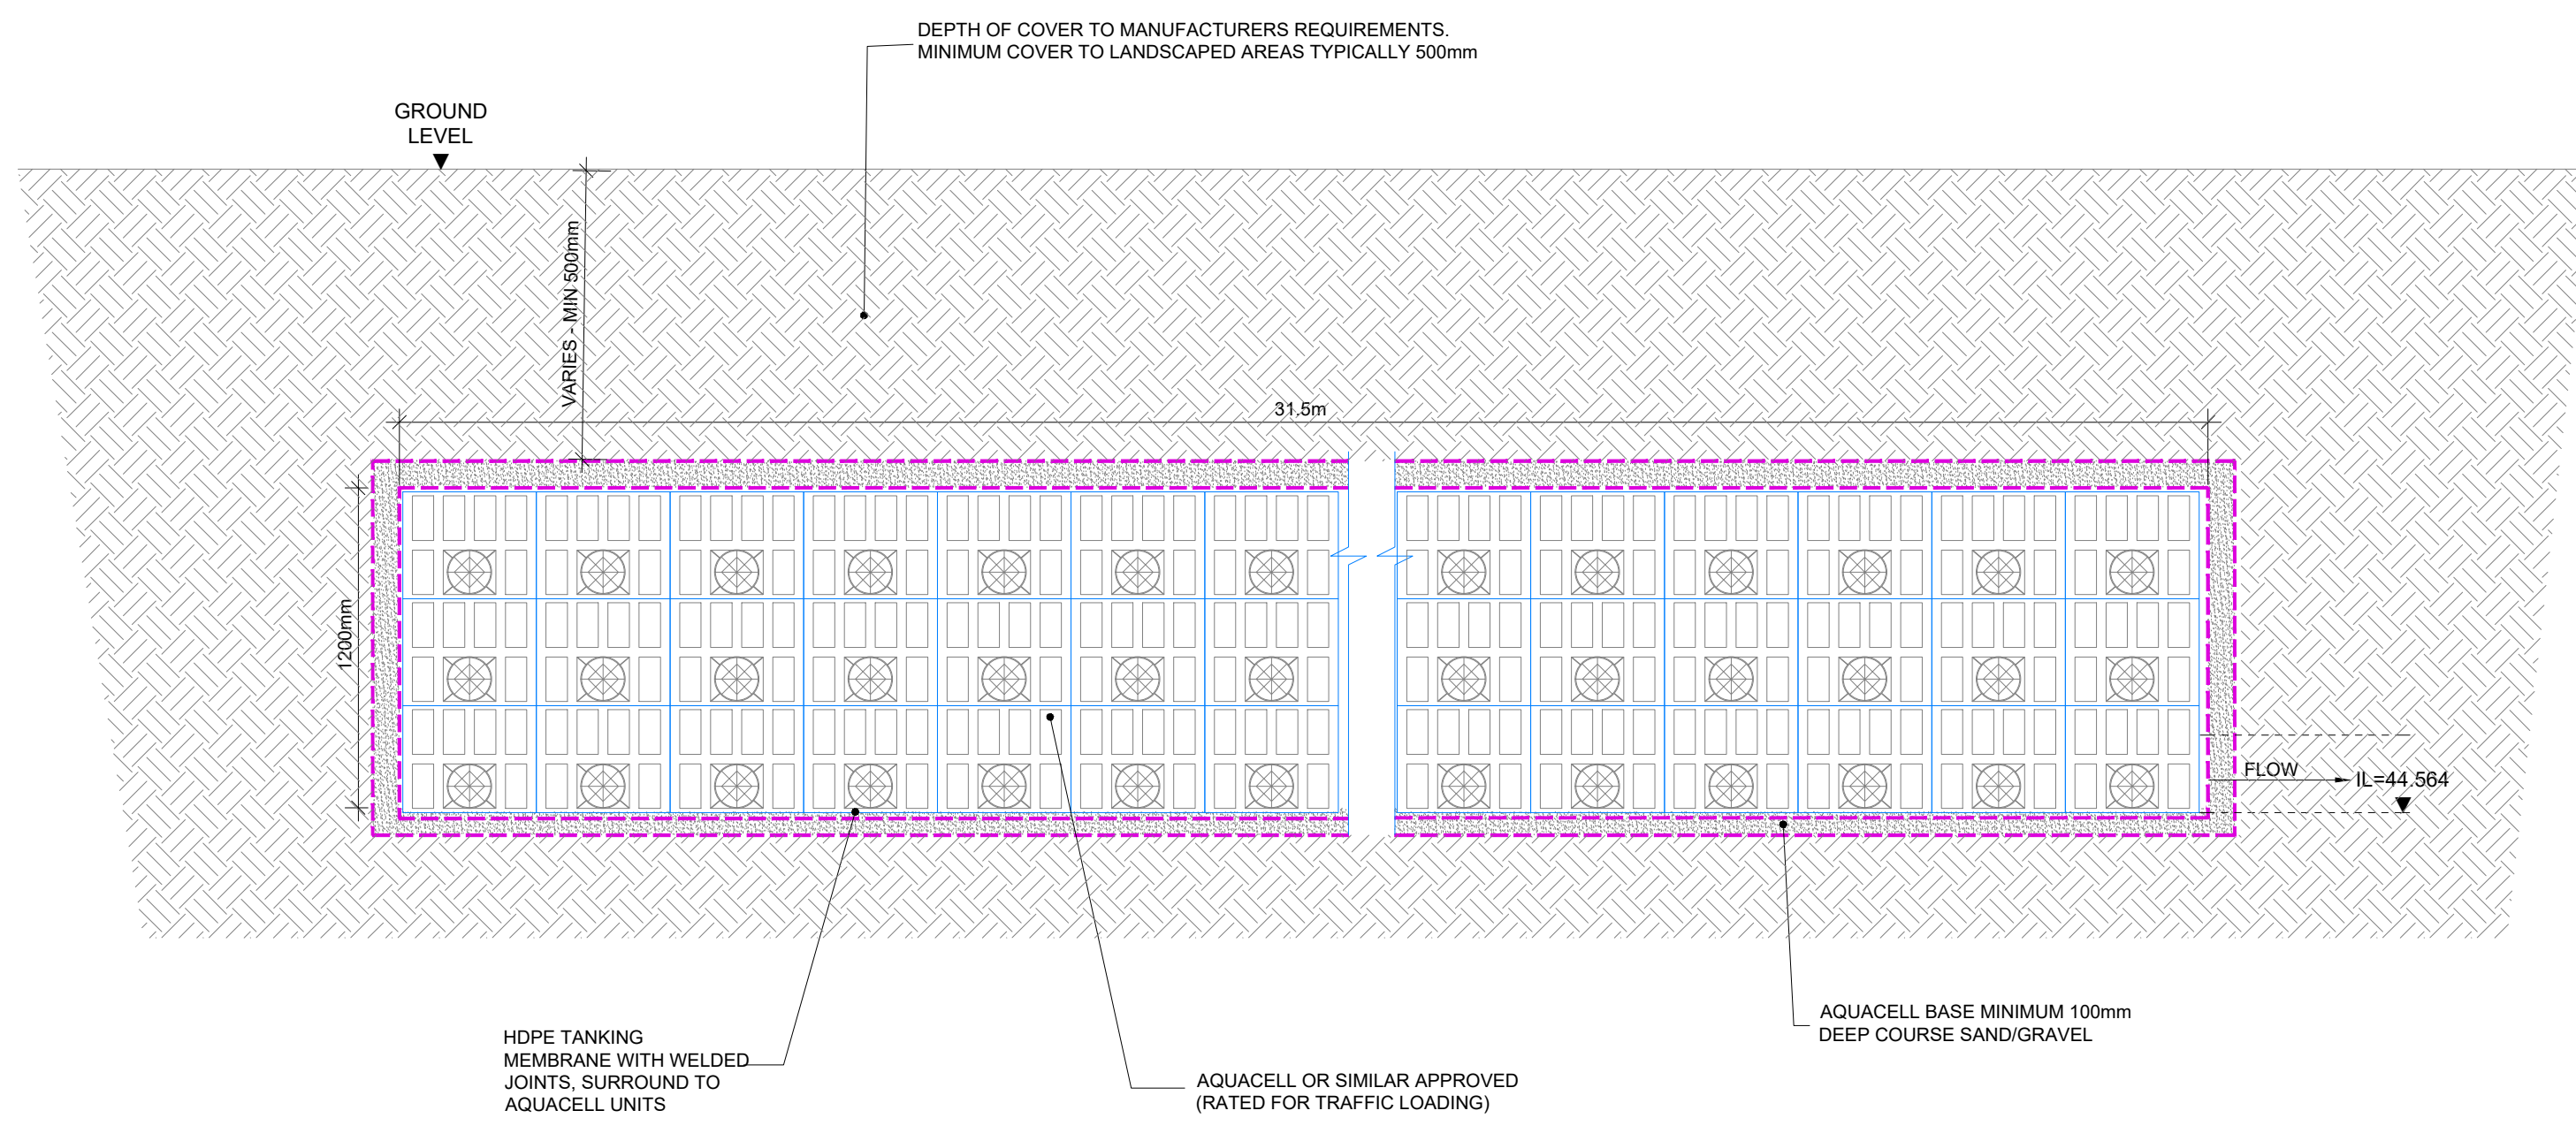 DEPTH OF COVER TO MANUFACTURERS REQUIREMENTS.
MINIMUM COVER TO LANDSCAPED AREAS TYPICALLY 500mm
GROUND
LEVEL
VARIES - MIN 500mm
31.5m
1200mm
FLOW
IL=44.564
HDPE TANKING
MEMBRANE WITH WELDED
JOINTS, SURROUND TO
AQUACELL UNITS
AQUACELL OR SIMILAR APPROVED
(RATED FOR TRAFFIC LOADING)
AQUACELL BASE MINIMUM 100mm
DEEP COURSE SAND/GRAVEL